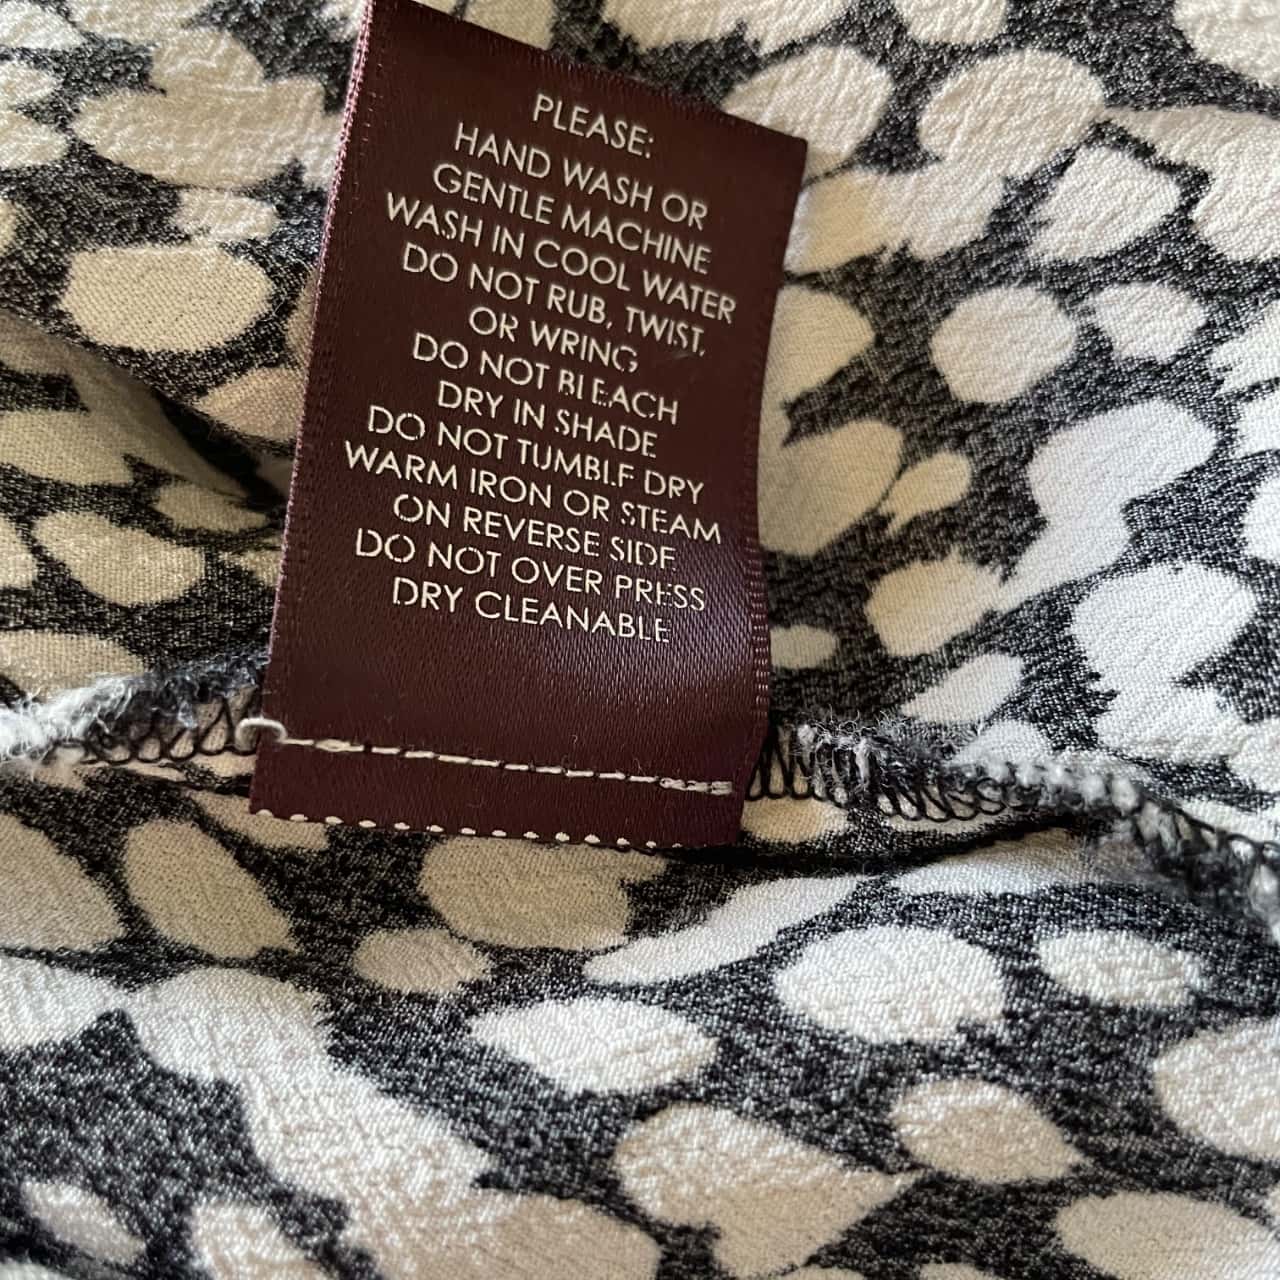 PLEASE:
HAND WASH OR
GENTLE MACHINE
WASH IN COOL WATER
DO NOT RUB, TWIST,
OR WRING
DO NOT BLEACH
DRY IN SHADE
DO NOT TUMBLE DRY
WARM IRON OR STEAM
ON REVERSE SIDE
DO NOT OVER PRESS
DRY CLEANABLE